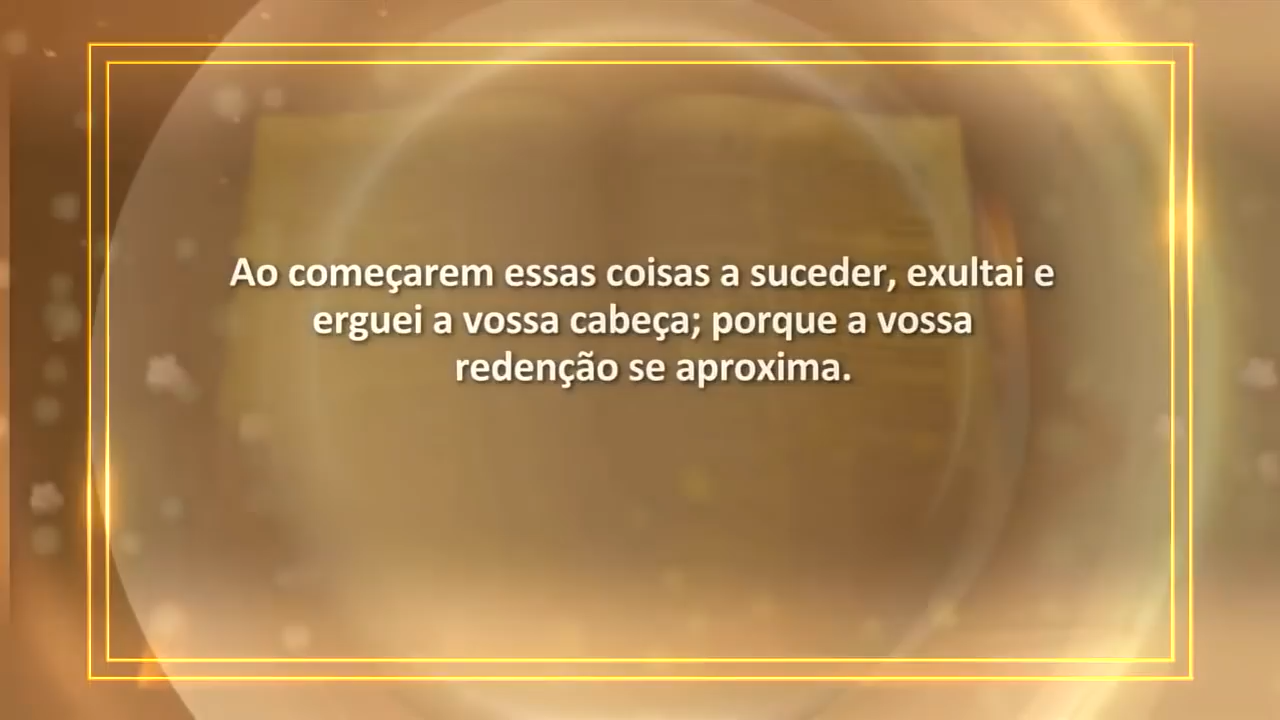 Ao começarem essas coisas a suceder, exultai e
erguei a vossa cabeça; porque a vossa
redenção se aproxima.